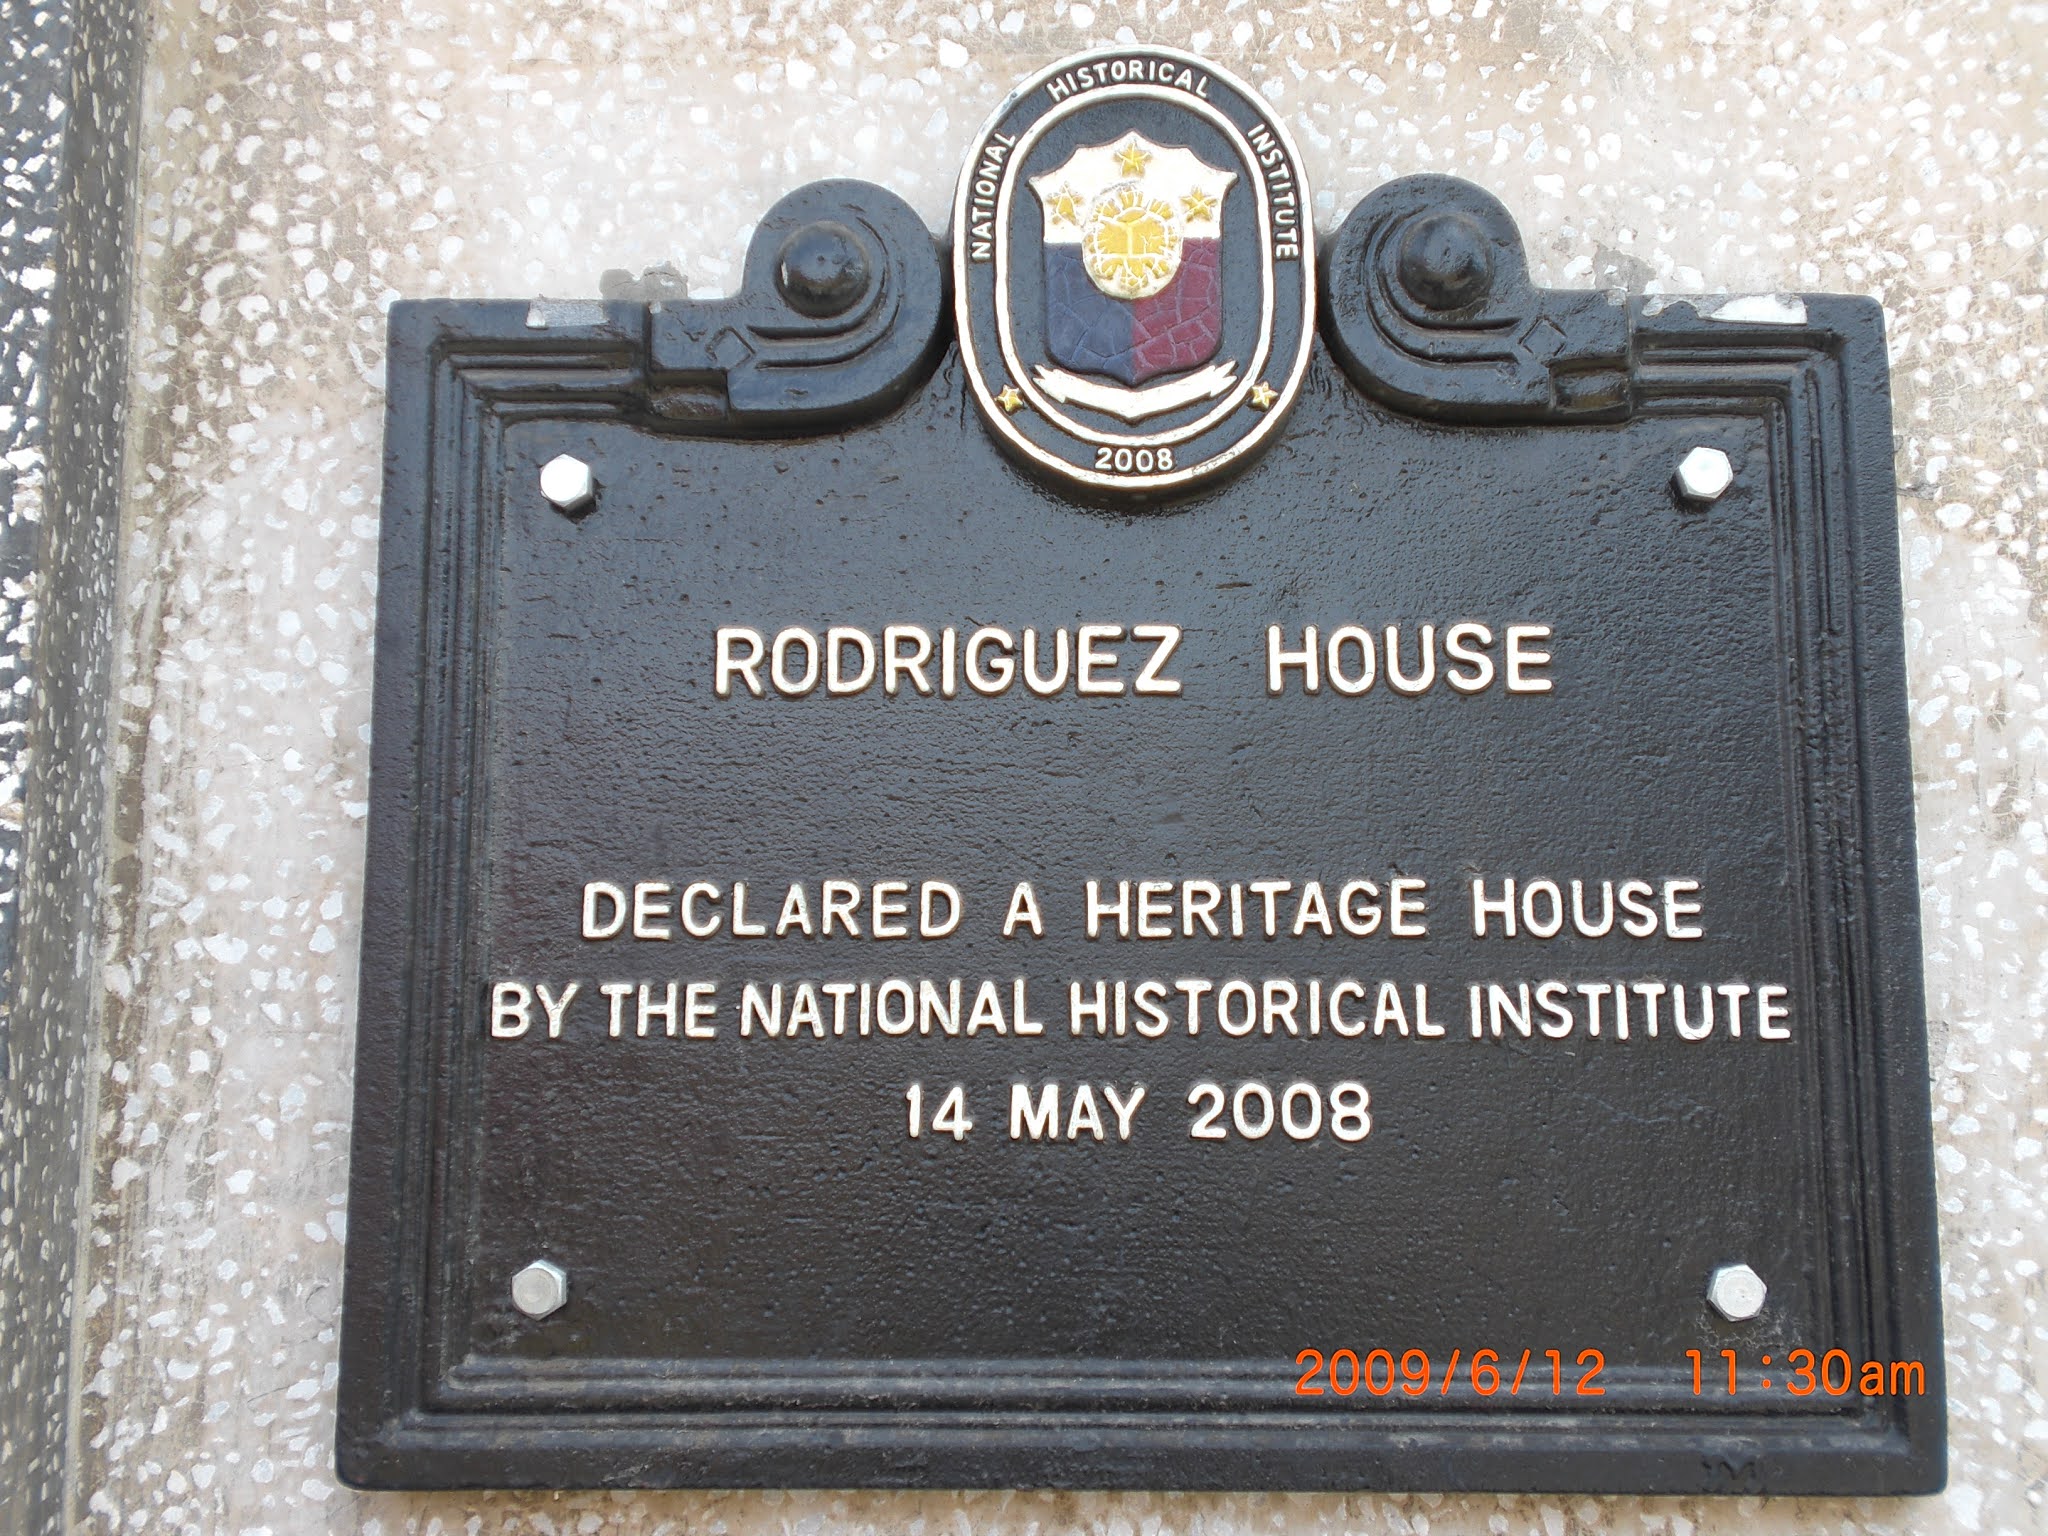 NATIONAL HISTORICAL INSTITUTE
2008
RODRIGUEZ HOUSE
DECLARED A HERITAGE HOUSE
BY THE NATIONAL HISTORICAL INSTITUTE
14 MAY 2008
2009/6/12 11:30am